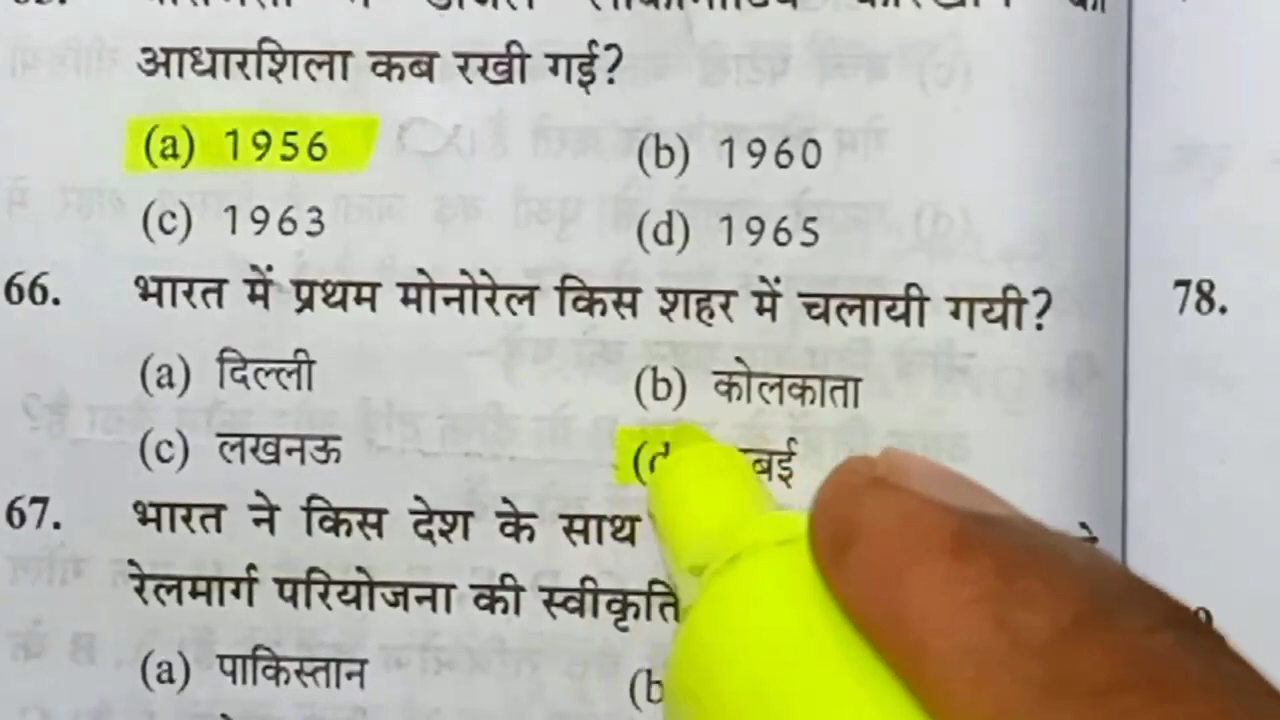 आधारशिला कब रखी गई?
(a) 1956 (b) 1960
(c) 1963 (d) 1965
66. भारत में प्रथम मोनोरेल किस शहर में चलायी गयी? 78.
(a) दिल्ली (b) कोलकाता
(c) लखनऊ
67. भारत ने किस देश के साथ
रेलमार्ग परियोजना की स्वीकृति
(a) पाकिस्तान (b